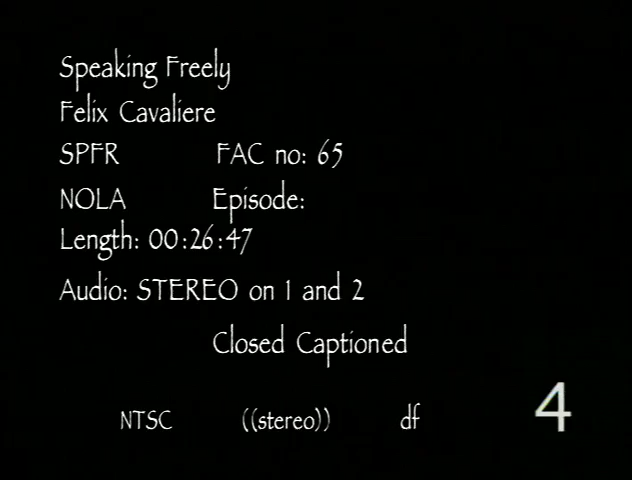 Speaking Freely
Felix Cavaliere
SPFR FAC no: 65
NOLA Episode:
Length: 00:26:47
Audio: STEREO on 1 and 2
Closed Captioned
NTSC ((stereo)) df 4